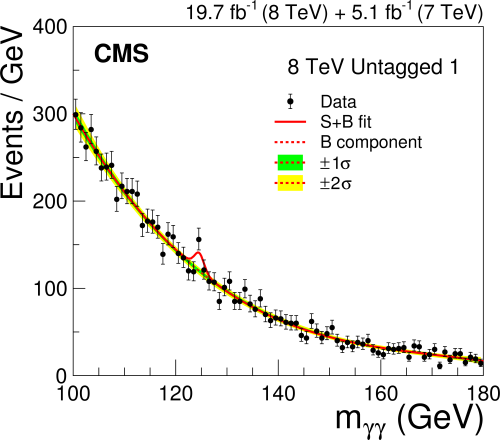 19.7 fb⁻¹ (8 TeV) + 5.1 fb⁻¹ (7 TeV)
Events / GeV
400
300
200
100
0
CMS
8 TeV Untagged 1
Data
S+B fit
B component
±1σ
±2σ
100 120 140 160 180
mγγ (GeV)